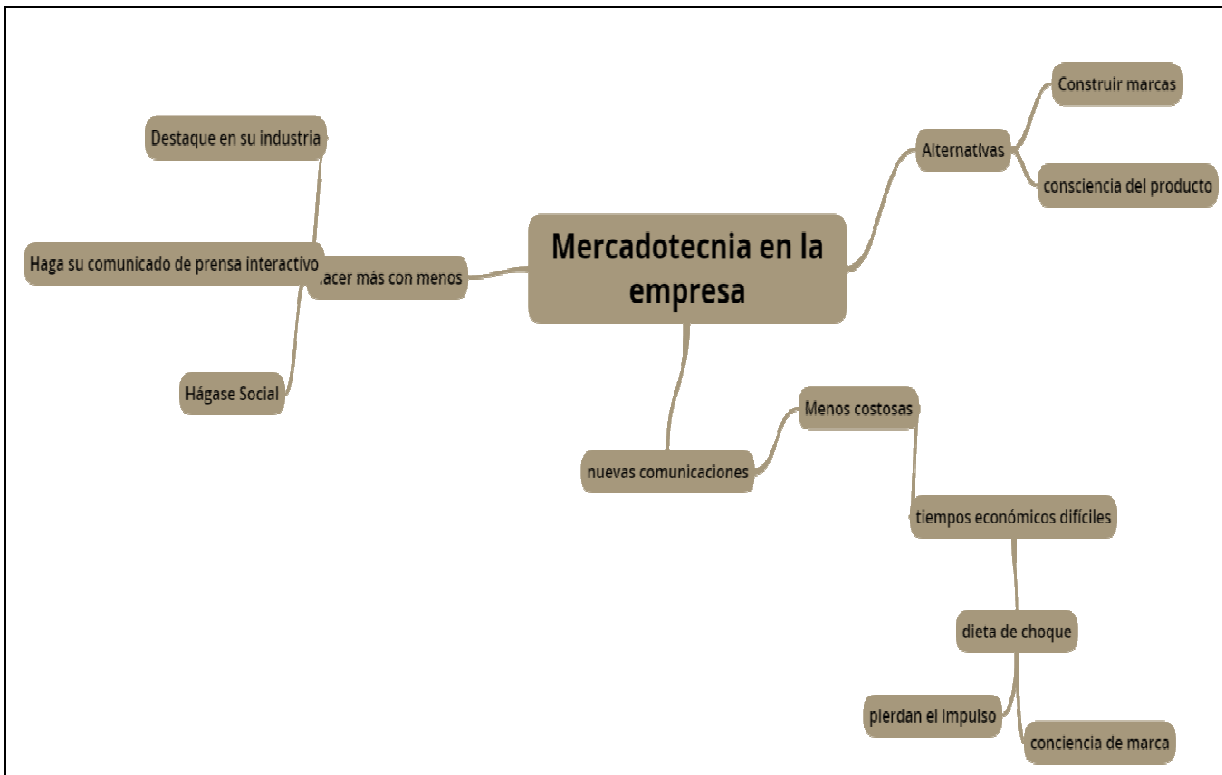 Construir marcas
Destaque en su industria
Alternativas
consciencia del producto
Mercadotecnia en la
empresa
Haga su comunicado de prensa interactivo
acer más con menos
Hágase Social
Menos costosas
nuevas comunicaciones
tiempos económicos difíciles
dieta de choque
pierdan el impulso
conciencia de marca